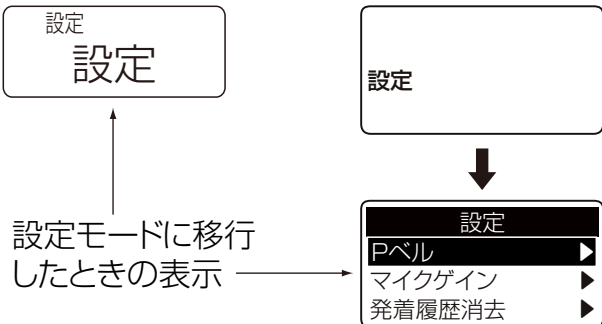 設定
設定
設定
設定
Pベル
マイクゲイン
発着履歴消去
設定モードに移行
したときの表示